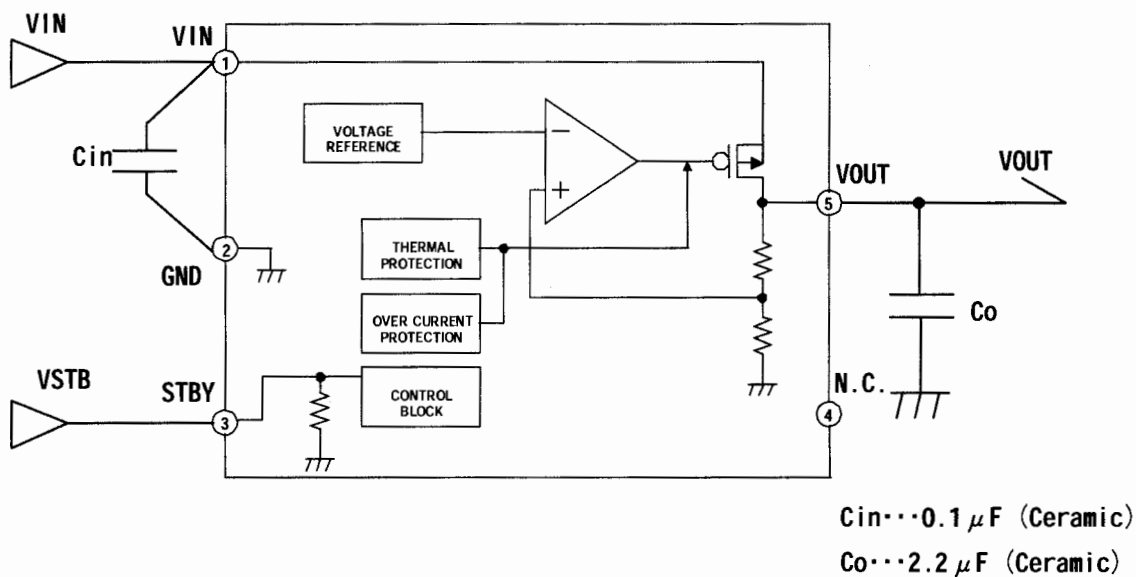 VIN
VIN
1
VOLTAGE
REFERENCE
−
+
Cin
VOUT
VOUT
5
2
GND
THERMAL
PROTECTION
OVER CURRENT
PROTECTION
Co
VSTB
STBY
3
CONTROL
BLOCK
N.C.
4
Cin···0.1μF (Ceramic)
Co···2.2μF (Ceramic)